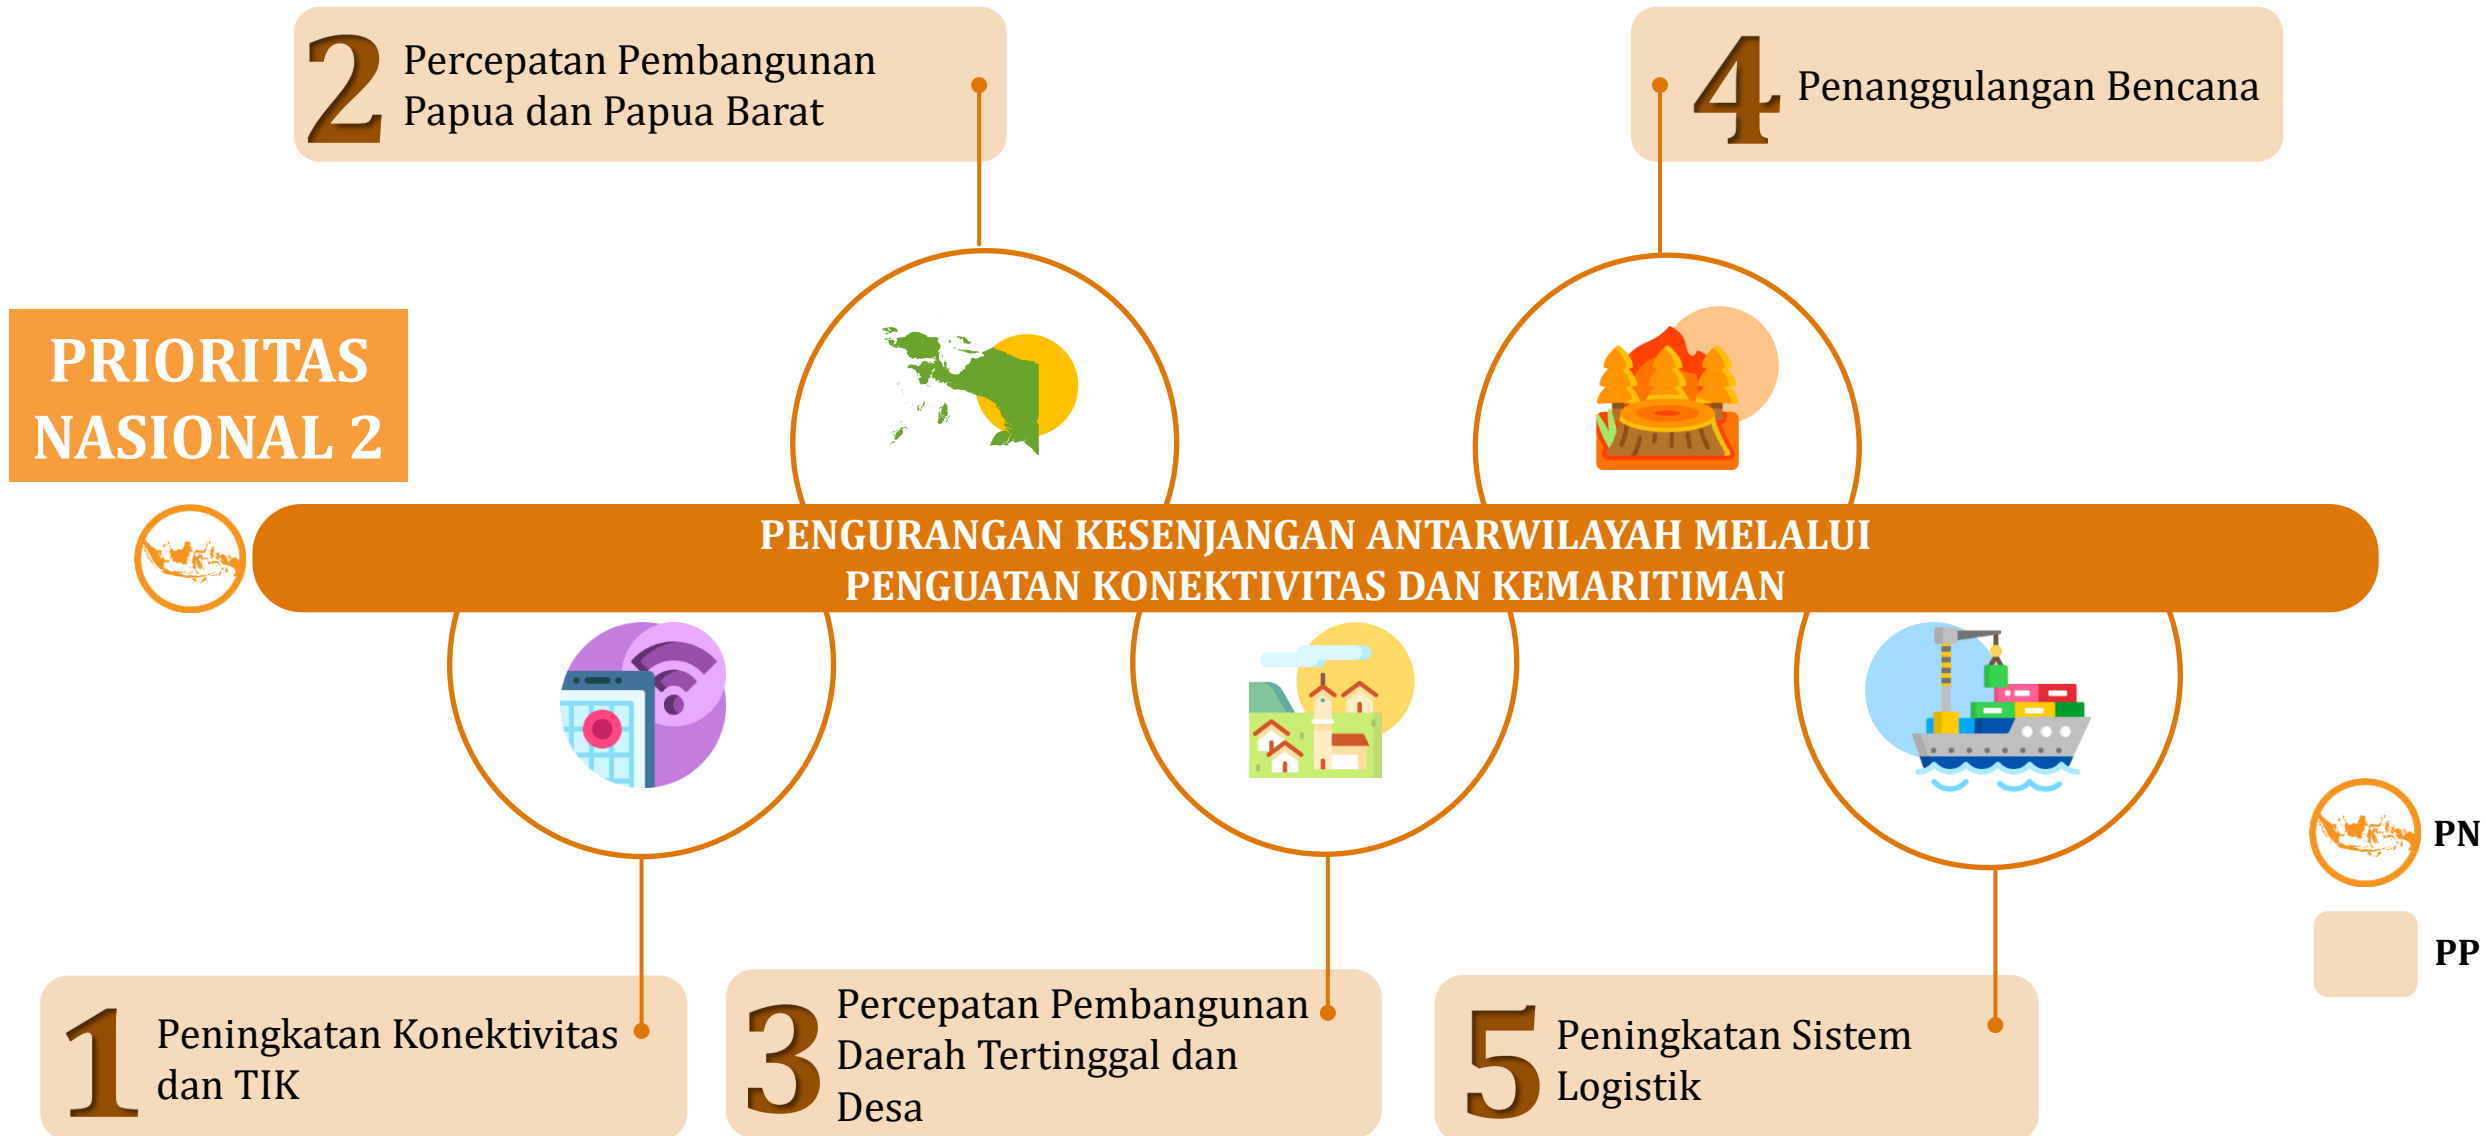 2
Percepatan Pembangunan
Papua dan Papua Barat
4
Penanggulangan Bencana
PRIORITAS
NASIONAL 2
PENGURANGAN KESENJANGAN ANTARWILAYAH MELALUI
PENGUATAN KONEKTIVITAS DAN KEMARITIMAN
PN
PP
1
Peningkatan Konektivitas
dan TIK
3
Percepatan Pembangunan
Daerah Tertinggal dan
Desa
5
Peningkatan Sistem
Logistik